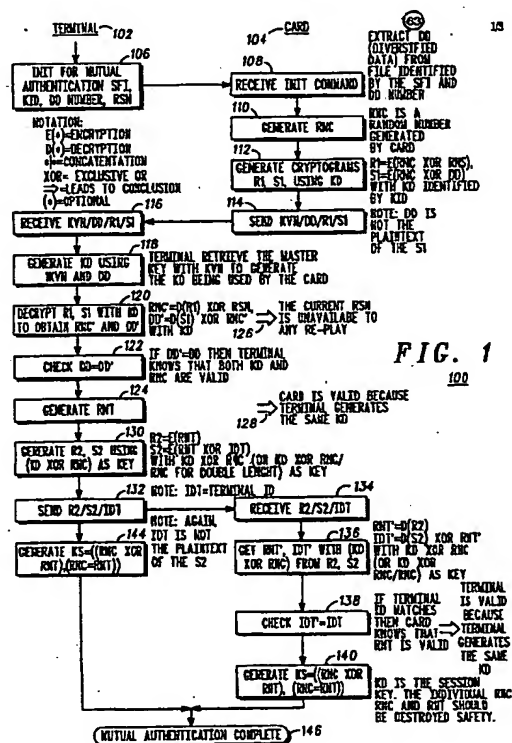 63
1/3
TERMINAL
102
104
CARD
106
INIT FOR MUTUAL
AUTHENTICATION SFI,
KID, DD NUMBER, RSM
108
RECEIVE INIT COMMAND
EXTRACT DD
(DIVERSIFIED
DATA) FROM
FILE IDENTIFIED
BY THE SFI AND
DD NUMBER
110
GENERATE RNC
RNC IS A
RANDOM NUMBER
GENERATED
BY CARD
NOTATION:
E(•)=ENCRYPTION
D(•)=DECRYPTION
=CONCATENTATION
XOR= EXCLUSIVE OR
=>=LEADS TO CONCLUSION
(•)=OPTIONAL
112
GENERATE CRYPTOGRAMS
R1, S1, USING KD
R1=E(RNC XOR RNS),
S1=E(RNC XOR DD)
WITH KD IDENTIFIED
BY KID
116
RECEIVE KVN/DD/R1/S1
114
SEND KVN/DD/R1/S1
NOTE: DD IS
NOT THE
PLAINTEXT
OF THE S1
118
GENERATE KD USING
MKVN AND DD
TERMINAL RETRIEVE THE MASTER
KEY WITH KVN TO GENERATE
THE KD BEING USED BY THE CARD
120
DECRYPT R1, S1 WITH KD
TO OBTAIN RNC' AND DD'
RNC'=D(R1) XOR RSM,
DD'=D(S1) XOR RNC'
WITH KD
126
=> THE CURRENT RSM
IS UNAVAILABE TO
ANY RE-PLAY
122
CHECK DD=DD'
IF DD'=DD THEN TERMINAL
KNOWS THAT BOTH KD AND
RNC ARE VALID
FIG. 1
100
124
GENERATE RNT
128
=> CARD IS VALID BECAUSE
TERMINAL GENERATES
THE SAME KD
130
GENERATE R2, S2 USING
(KD XOR RNC) AS KEY
R2=E(RNT)
S2=E(RNT XOR IDT)
WITH KD XOR RNC (OR KD XOR RNC/
RNC FOR DOUBLE LENGHT) AS KEY
132
SEND R2/S2/IDT
NOTE: IDT=TERMINAL ID
134
RECEIVE R2/S2/IDT
144
GENERATE KS=((RNC XOR
RNT),(RNC=RNT))
NOTE: AGAIN,
IDT IS NOT
THE PLAINTEXT
OF THE S2
136
GET RNT', IDT' WITH (KD
XOR RNC) FROM R2, S2
RNT'=D(R2)
IDT'=D(S2) XOR RNT'
WITH KD XOR RNC
(OR KD XOR
RNC/RNC) AS KEY
138
CHECK IDT'=IDT
IF TERMINAL
ID MATCHES
THEN CARD
KNOWS THAT
RNT IS VALID
=> TERMINAL
IS VALID
BECAUSE
TERMINAL
GENERATES
THE SAME
KD
140
GENERATE KS=((RNC XOR
RNT), (RNC=RNT))
KD IS THE SESSION
KEY. THE INDIVIDUAL RNC
RNC AND RNT SHOULD
BE DESTROYED SAFETY.
MUTUAL AUTHENTICATION COMPLETE
146